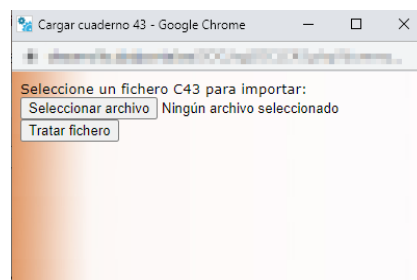 Cargar cuaderno 43 - Google Chrome
Seleccione un fichero C43 para importar:
Seleccionar archivo Ningún archivo seleccionado
Tratar fichero